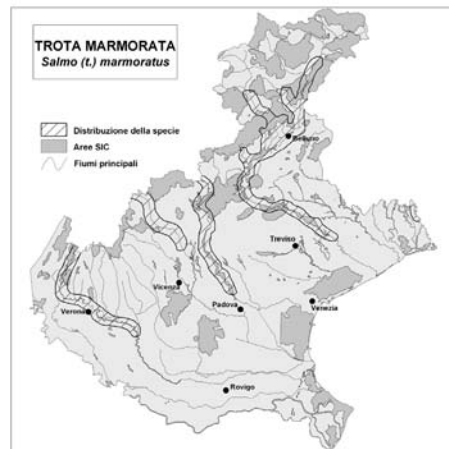 TROTA MARMORATA
Salmo (t.) marmoratus
Distribuzione della specie
Aree SIC
Fiumi principali
Belluno
Treviso
Vicenza
Padova
Venezia
Verona
Rovigo